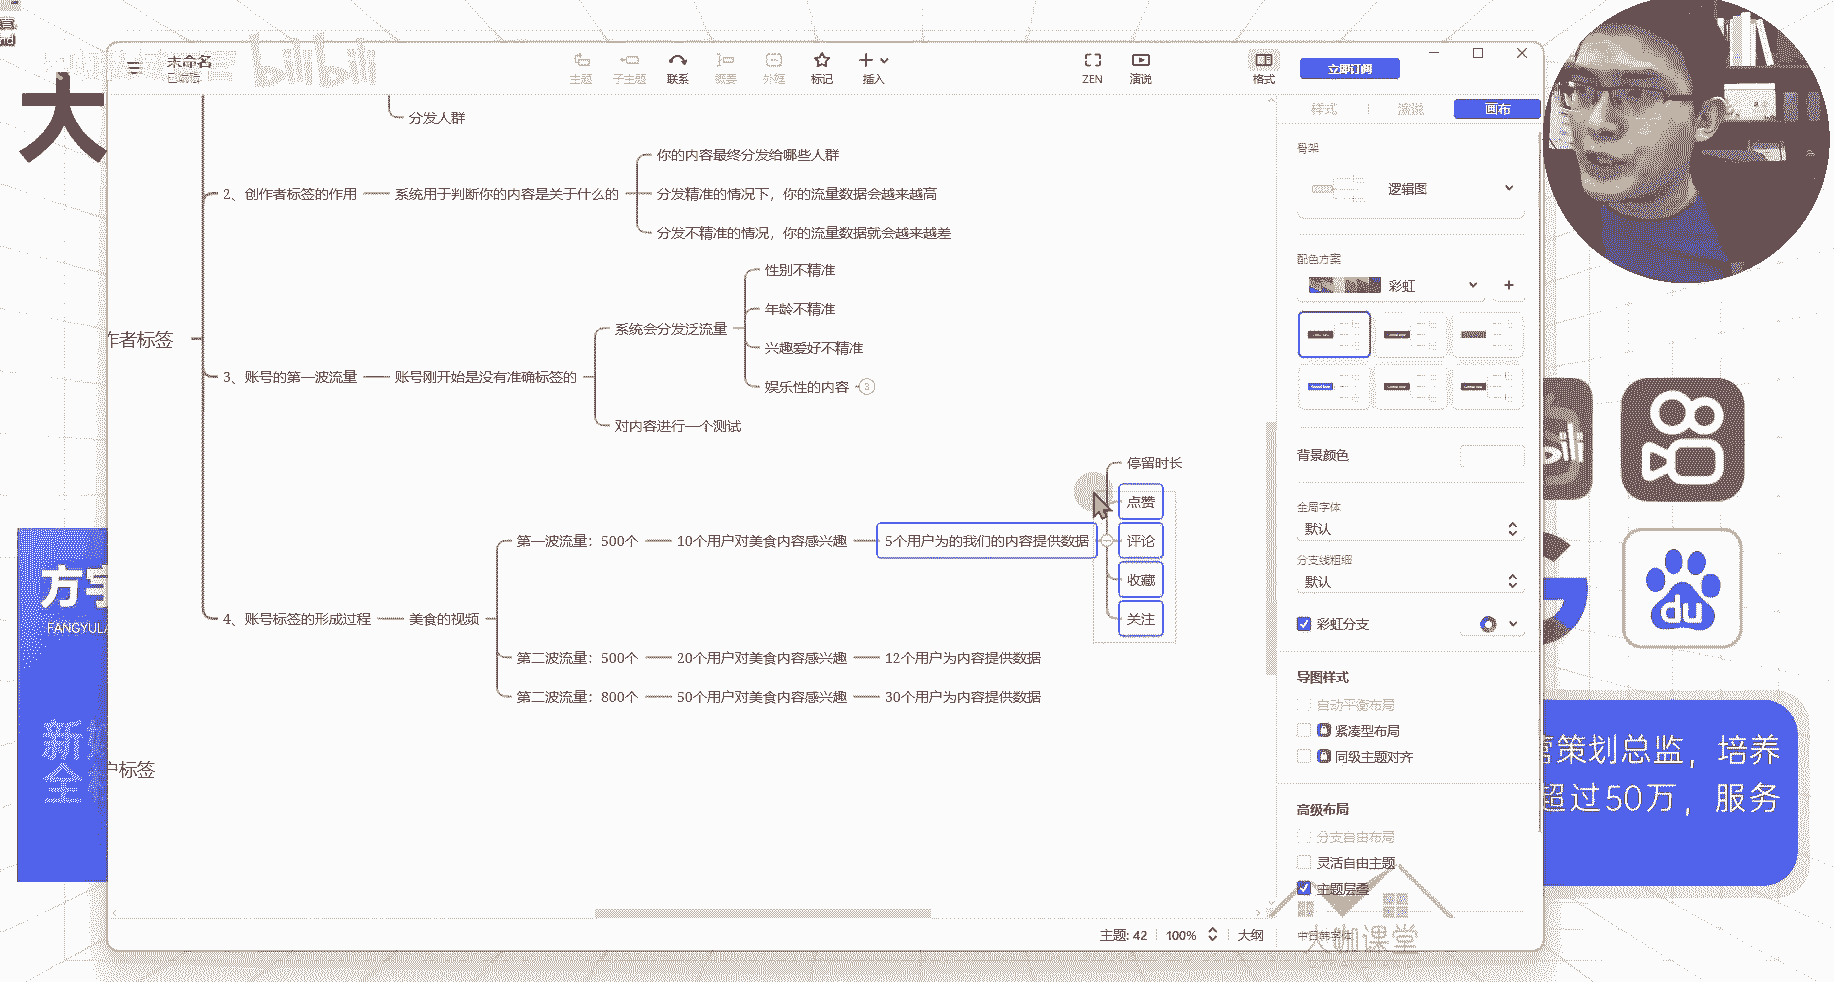 bilibili
大
未命名
已编辑
主题
子主题
联系
概要
外框
标记
插入
ZEN
演说
格式
立即订阅
样式
演说
画布
骨架
逻辑图
配色方案
彩虹
背景颜色
全局字体
默认
分支线粗细
默认
彩虹分支
导图样式
自动平衡布局
紧凑型布局
同级主题对齐
高级布局
分支自由布局
灵活自由主题
主题层叠
分发人群
2、创作者标签的作用
系统用于判断你的内容是关于什么的
你的内容最终分发给哪些人群
分发精准的情况下，你的流量数据会越来越高
分发不精准的情况，你的流量数据就会越来越差
作者标签
3、账号的第一波流量
账号刚开始是没有准确标签的
系统会分发泛流量
性别不精准
年龄不精准
兴趣爱好不精准
娱乐性的内容
3
对内容进行一个测试
4、账号标签的形成过程
美食的视频
第一波流量：500个
10个用户对美食内容感兴趣
5个用户为的我们的内容提供数据
停留时长
点赞
评论
收藏
关注
第二波流量：500个
20个用户对美食内容感兴趣
12个用户为内容提供数据
第二波流量：800个
50个用户对美食内容感兴趣
30个用户为内容提供数据
户标签
主题: 42
100%
大纲
大咖课堂
方宇
FANGYULA
新媒
全
du
营策划总监，培养
超过50万，服务